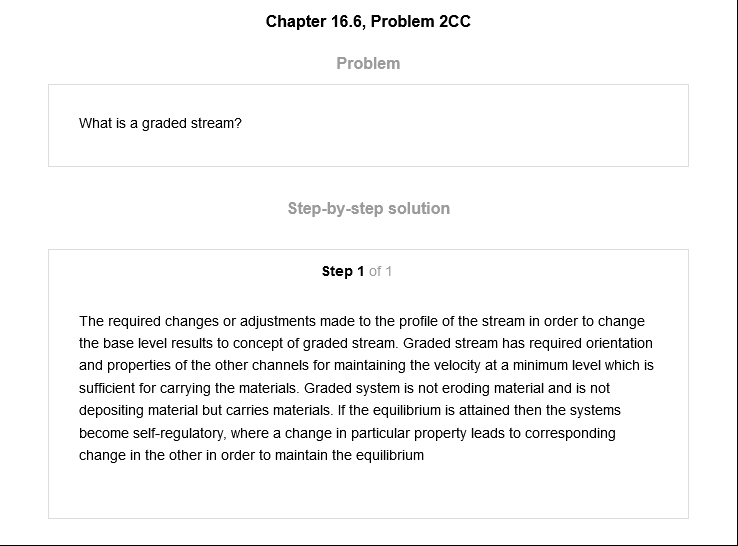 Chapter 16.6, Problem 2CC
Problem
What is a graded stream?
Step-by-step solution
Step 1 of 1
The required changes or adjustments made to the profile of the stream in order to change
the base level results to concept of graded stream. Graded stream has required orientation
and properties of the other channels for maintaining the velocity at a minimum level which is
sufficient for carrying the materials. Graded system is not eroding material and is not
depositing material but carries materials. If the equilibrium is attained then the systems
become self-regulatory, where a change in particular property leads to corresponding
change in the other in order to maintain the equilibrium